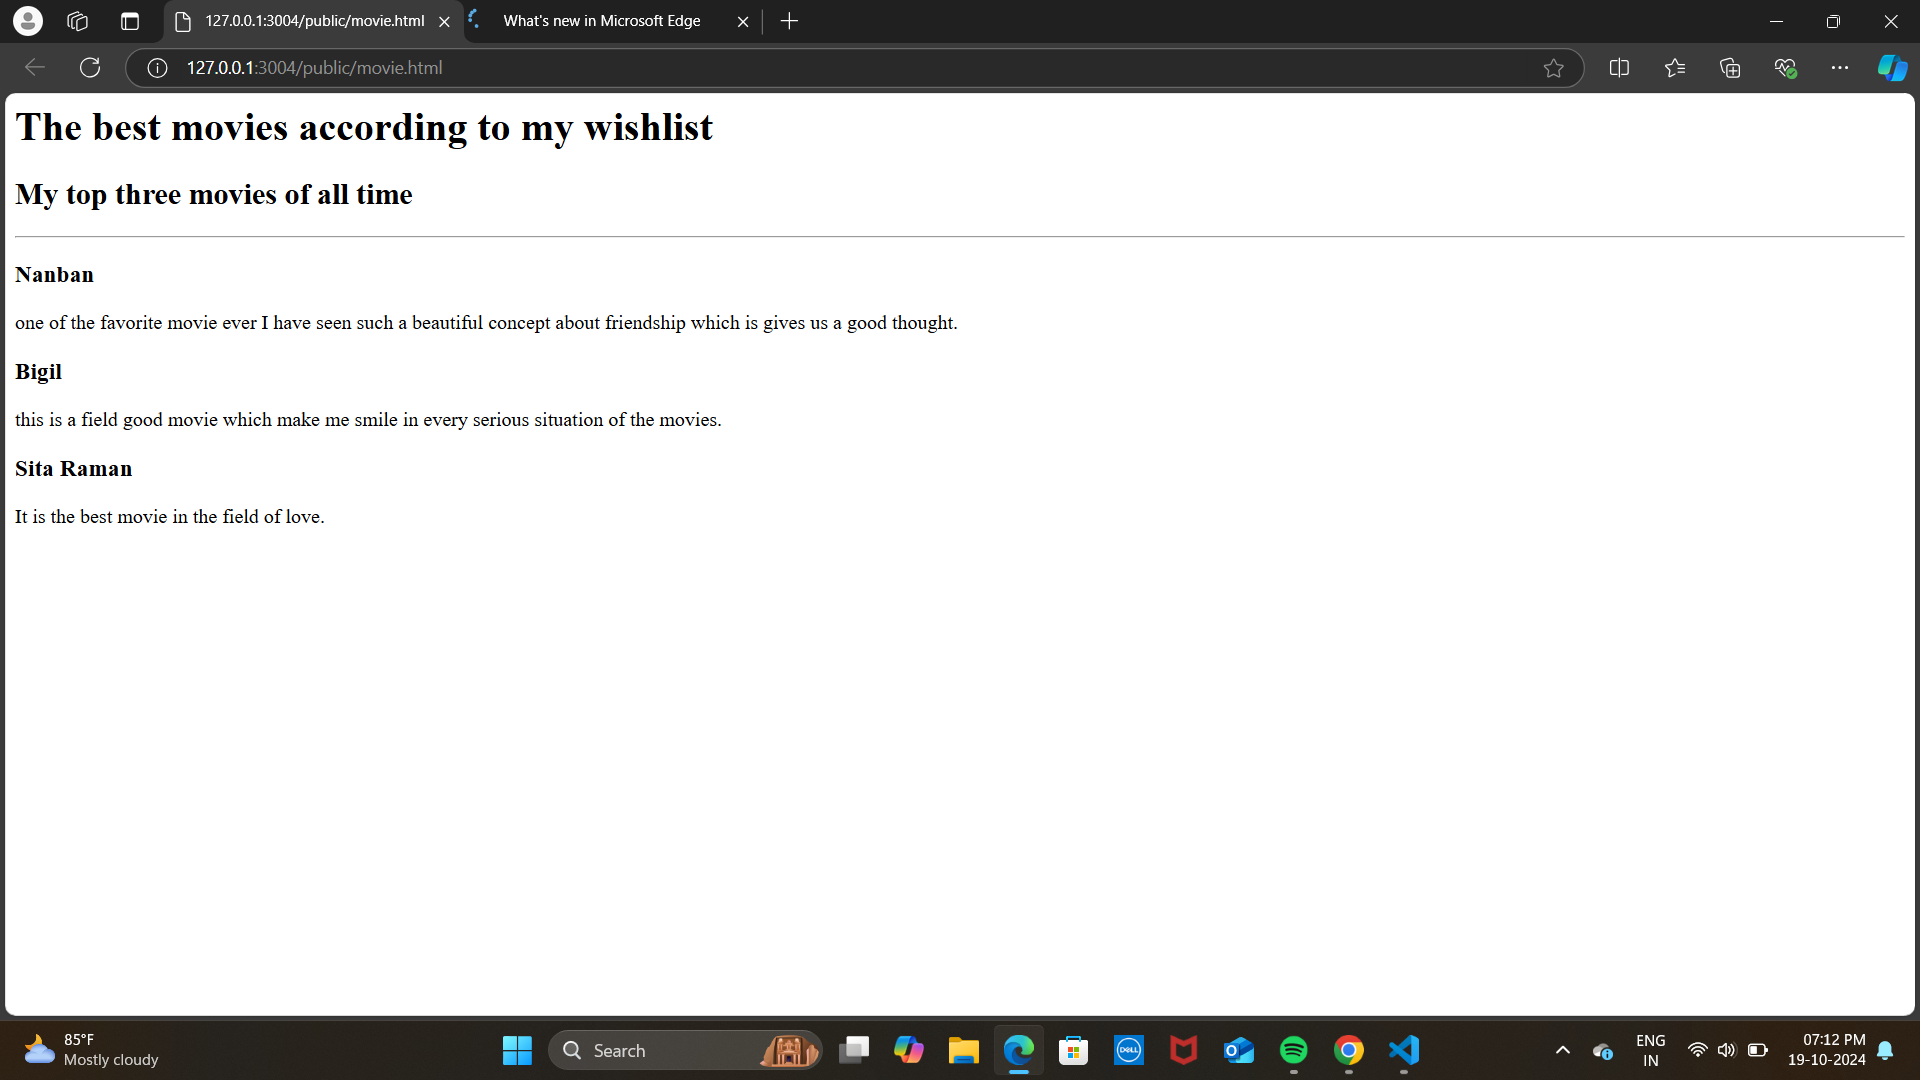 127.0.0.1:3004/public/movie.html
What's new in Microsoft Edge
127.0.0.1:3004/public/movie.html
The best movies according to my wishlist
My top three movies of all time
Nanban
one of the favorite movie ever I have seen such a beautiful concept about friendship which is gives us a good thought.
Bigil
this is a field good movie which make me smile in every serious situation of the movies.
Sita Raman
It is the best movie in the field of love.
85°F
Mostly cloudy
Search
DELL
ENG
IN
07:12 PM
19-10-2024